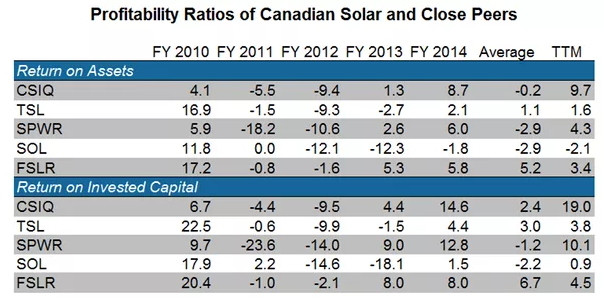 Profitability Ratios of Canadian Solar and Close Peers
FY 2010 FY 2011 FY 2012 FY 2013 FY 2014 Average TTM
Return on Assets
CSIQ 4.1 -5.5 -9.4 1.3 8.7 -0.2 9.7
TSL 16.9 -1.5 -9.3 -2.7 2.1 1.1 1.6
SPWR 5.9 -18.2 -10.6 2.6 6.0 -2.9 4.3
SOL 11.8 0.0 -12.1 -12.3 -1.8 -2.9 -2.1
FSLR 17.2 -0.8 -1.6 5.3 5.8 5.2 3.4
Return on Invested Capital
CSIQ 6.7 -4.4 -9.5 4.4 14.6 2.4 19.0
TSL 22.5 -0.6 -9.9 -1.5 4.4 3.0 3.8
SPWR 9.7 -23.6 -14.0 9.0 12.8 -1.2 10.1
SOL 17.9 2.2 -14.6 -18.1 1.5 -2.2 0.9
FSLR 20.4 -1.0 -2.1 8.0 8.0 6.7 4.5